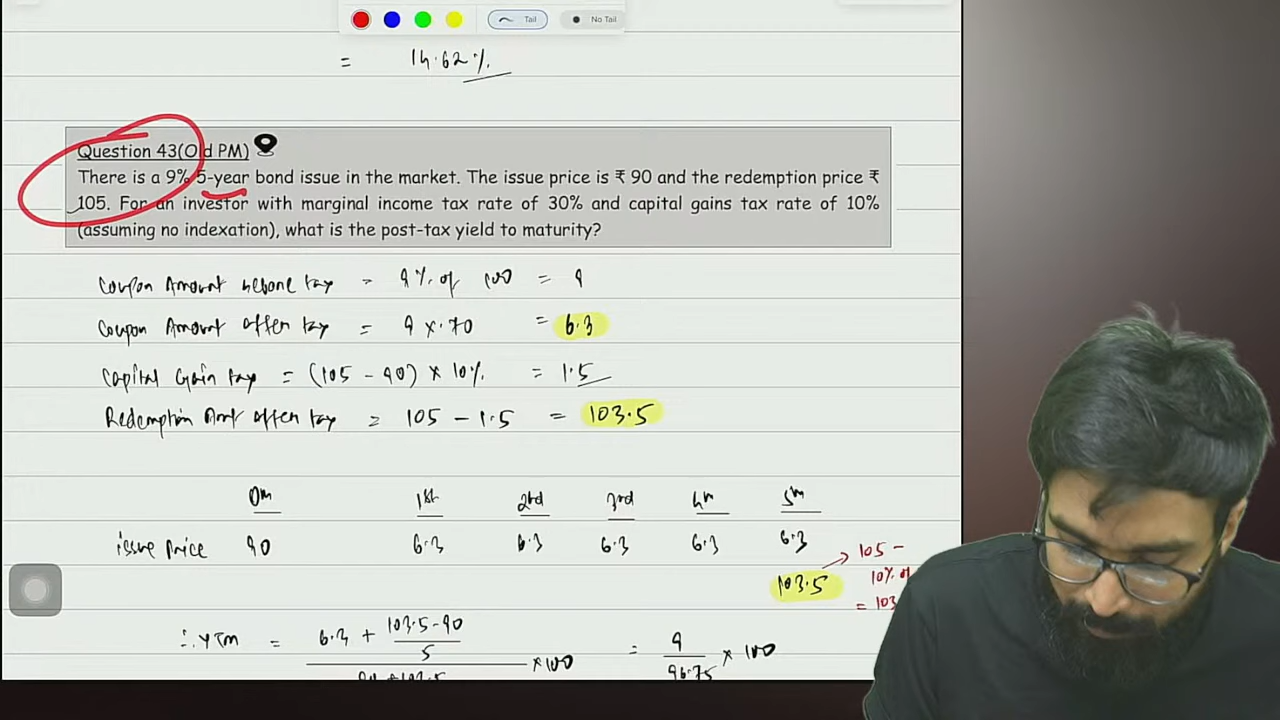 Tail
No Tail
= 14.62%
Question 43(Old PM)
There is a 9% 5-year bond issue in the market. The issue price is ₹ 90 and the redemption price ₹
105. For an investor with marginal income tax rate of 30% and capital gains tax rate of 10%
(assuming no indexation), what is the post-tax yield to maturity?
Coupon Amount before tax = 9% of 100 = 9
Coupon Amount after tax = 9 x .70 = 6.3
Capital Gain tax = (105 - 90) x 10% = 1.5
Redemption Amt after tax = 105 - 1.5 = 103.5
0th 1st 2nd 3rd 4th 5th
issue price 90 6.3 6.3 6.3 6.3 6.3
103.5 → 105 -
10% of
= 103
∴ YTM = 6.3 + 103.5-90 x100 = 9 x 100
5 96.75